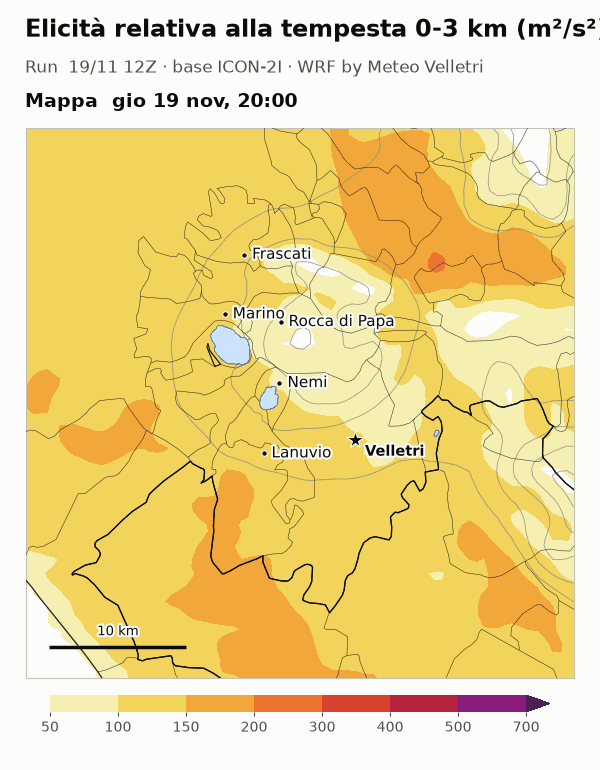 Elicità relativa alla tempesta 0-3 km (m²/s²)
Run 19/11 12Z · base ICON-2I · WRF by Meteo Velletri
Mappa gio 19 nov, 20:00
Frascati
Marino
Rocca di Papa
Nemi
Velletri
Lanuvio
10 km
50 100 150 200 300 400 500 700